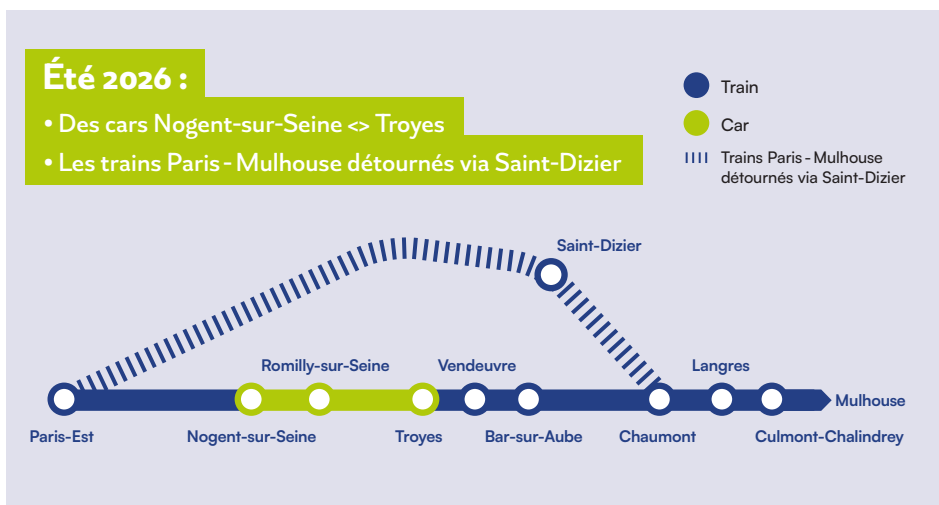 Été 2026 :
• Des cars Nogent-sur-Seine <> Troyes
• Les trains Paris - Mulhouse détournés via Saint-Dizier
Train
Car
Trains Paris - Mulhouse
détournés via Saint-Dizier
Saint-Dizier
Romilly-sur-Seine
Vendeuvre
Langres
Mulhouse
Paris-Est
Nogent-sur-Seine
Troyes
Bar-sur-Aube
Chaumont
Culmont-Chalindrey